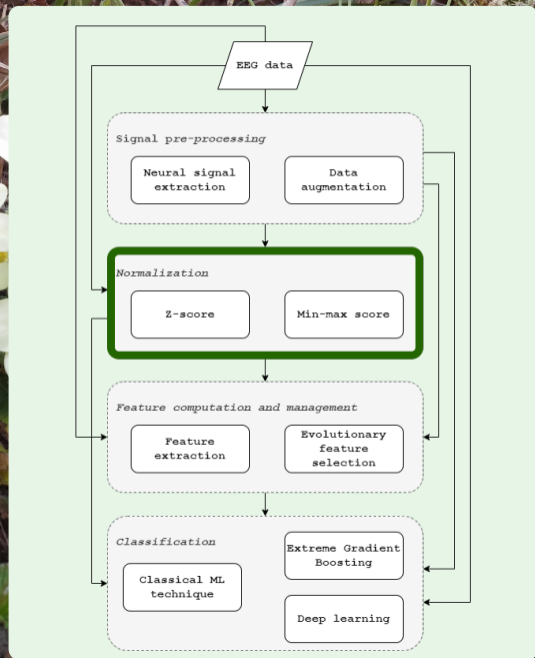 EEG data
Signal pre-processing
Neural signal
extraction
Data
augmentation
Normalization
Z-score
Min-max score
Feature computation and management
Feature
extraction
Evolutionary
feature
selection
Classification
Extreme Gradient
Boosting
Classical ML
technique
Deep learning